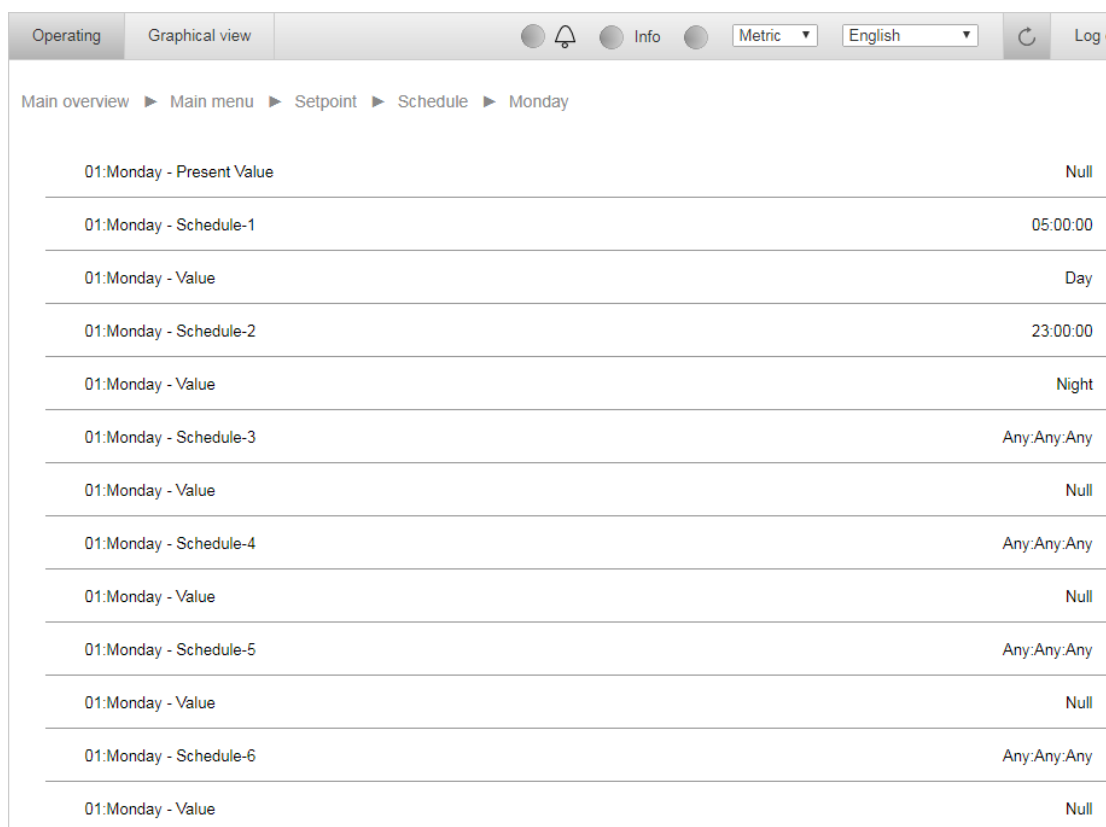 Operating Graphical view Info Metric English Log
Main overview ► Main menu ► Setpoint ► Schedule ► Monday
01:Monday - Present Value Null
01:Monday - Schedule-1 05:00:00
01:Monday - Value Day
01:Monday - Schedule-2 23:00:00
01:Monday - Value Night
01:Monday - Schedule-3 Any:Any:Any
01:Monday - Value Null
01:Monday - Schedule-4 Any:Any:Any
01:Monday - Value Null
01:Monday - Schedule-5 Any:Any:Any
01:Monday - Value Null
01:Monday - Schedule-6 Any:Any:Any
01:Monday - Value Null